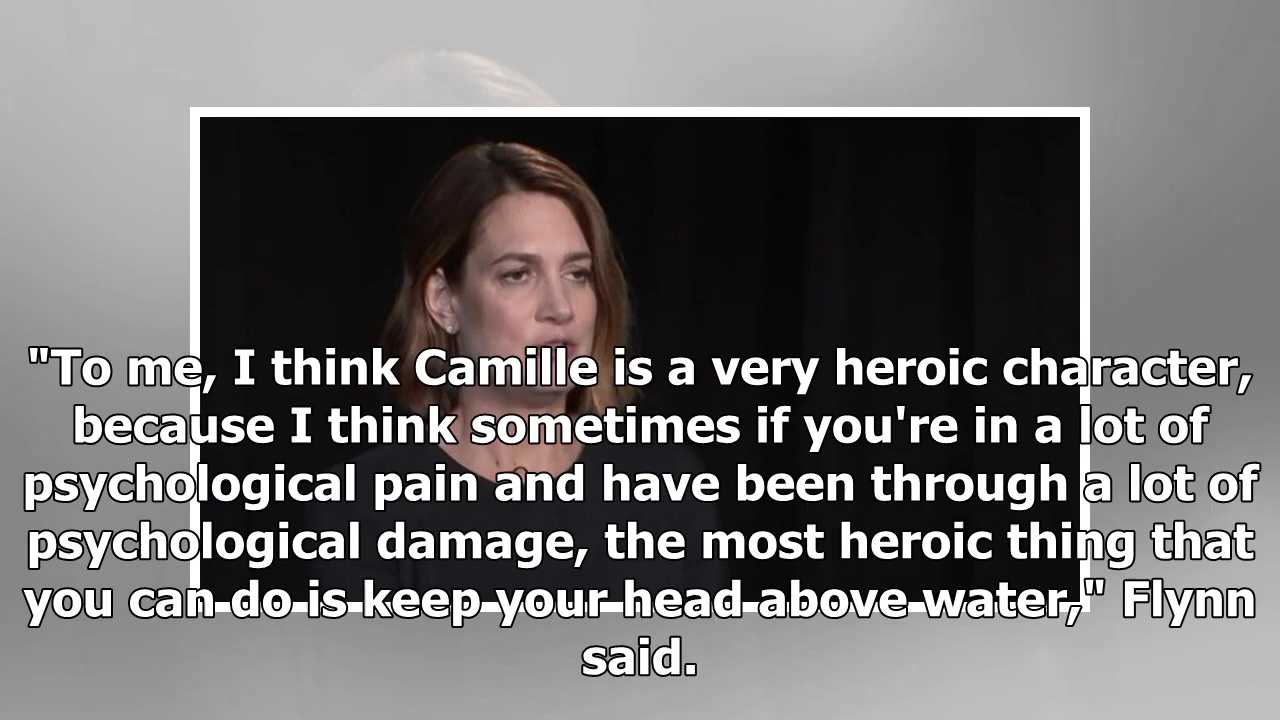 "To me, I think Camille is a very heroic character,
because I think sometimes if you're in a lot of
psychological pain and have been through a lot of
psychological damage, the most heroic thing that
you can do is keep your head above water," Flynn
said.